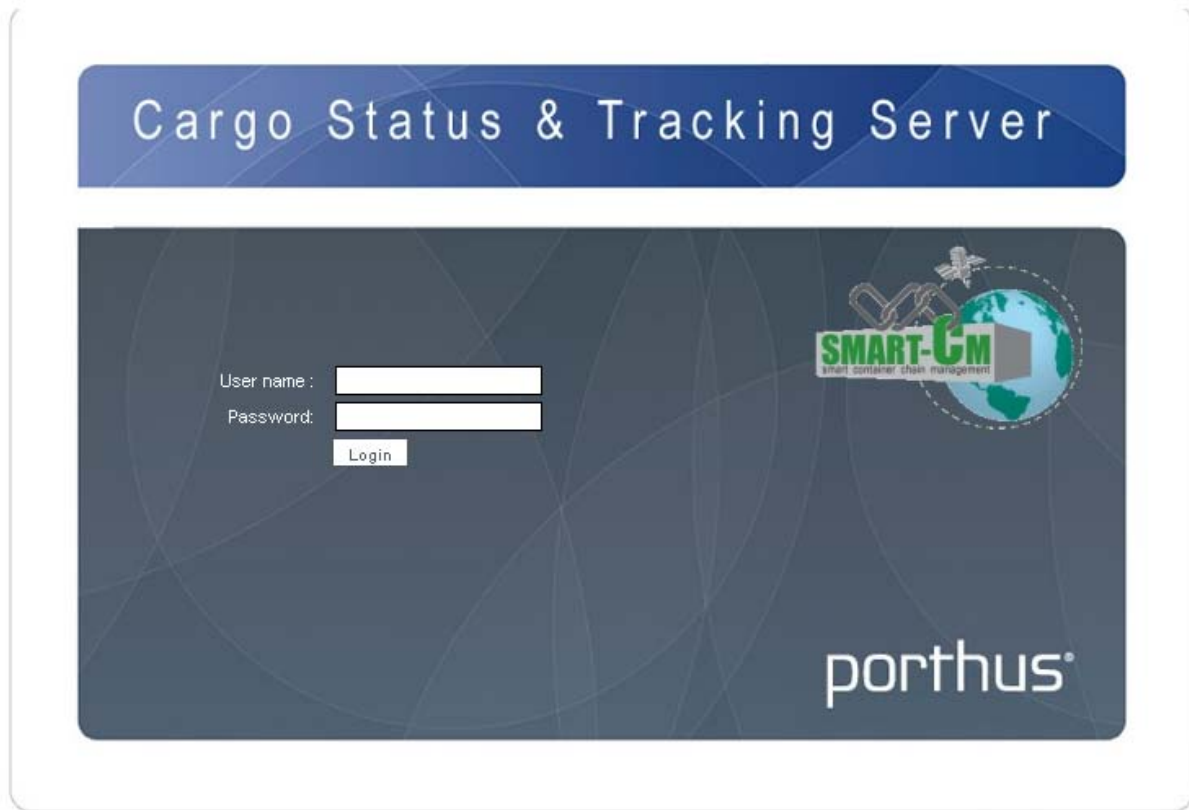 Cargo Status & Tracking Server
SMART-CM
smart container chain management
User name :
Password:
Login
porthus®